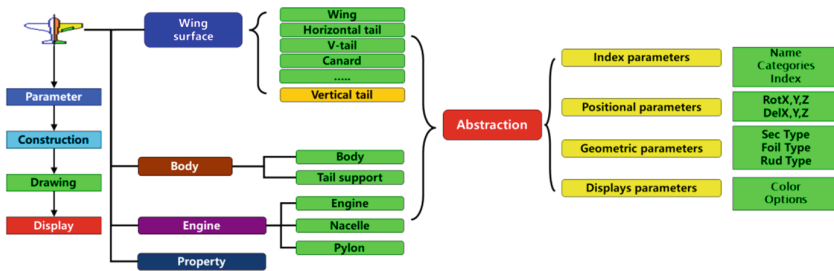 Parameter
Construction
Drawing
Display
Wing
surface
Wing
Horizontal tail
V-tail
Canard
.....
Vertical tail
Body
Body
Tail support
Engine
Engine
Nacelle
Pylon
Property
Abstraction
Index parameters
Name
Categories
Index
Positional parameters
RotX,Y,Z
DelX,Y,Z
Geometric parameters
Sec Type
Foil Type
Rud Type
Displays parameters
Color
Options